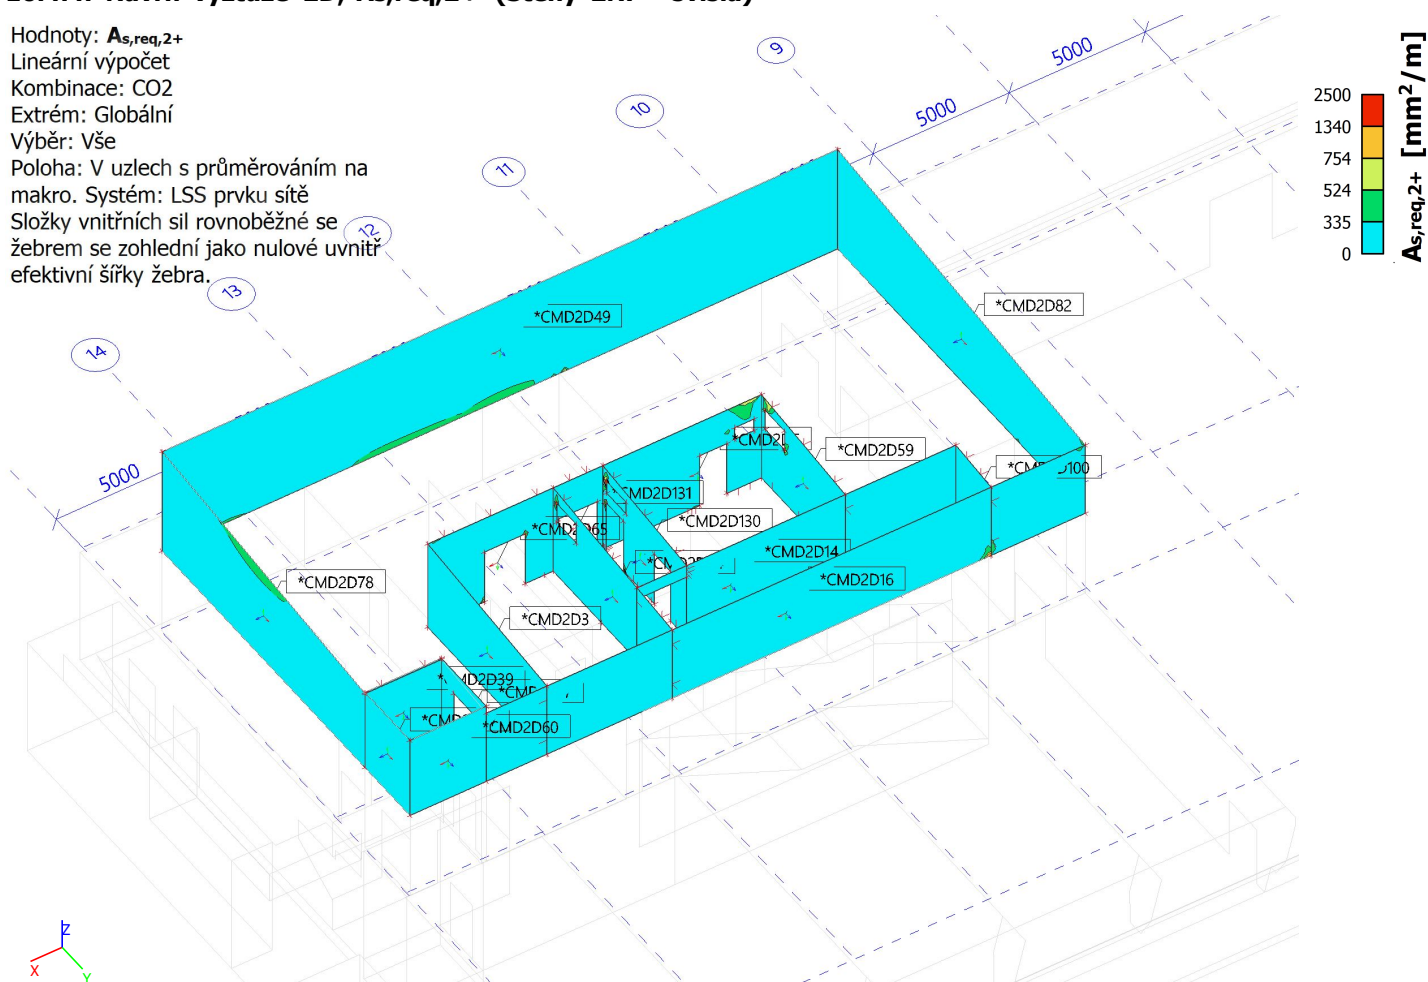 Hodnoty: As,req,2+
Lineární výpočet
Kombinace: CO2
Extrém: Globální
Výběr: Vše
Poloha: V uzlech s průměrováním na
makro. Systém: LSS prvku sítě
Složky vnitřních sil rovnoběžné se
žebrem se zohlední jako nulové uvnitř
efektivní šířky žebra.
9
10
11
12
13
14
5000
5000
5000
As,req,2+ [mm²/m]
2500
1340
754
524
335
0
*CMD2D49
*CMD2D82
*CMD2D59
*CMD2D130
*CMD2D14
*CMD2D16
*CMD2D78
*CMD2D3
*CMD2D60
Z
X
Y